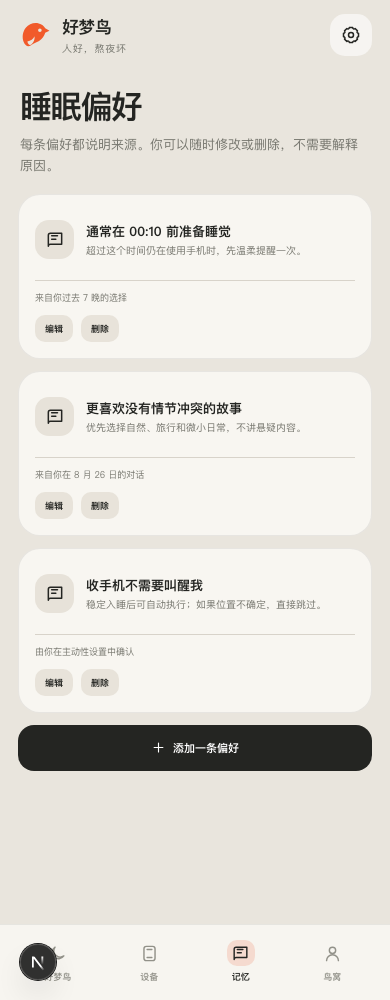 好梦鸟
人好，熬夜坏
睡眠偏好
每条偏好都说明来源。你可以随时修改或删除，不需要解释
原因。
通常在 00:10 前准备睡觉
超过这个时间仍在使用手机时，先温柔提醒一次。
来自你过去 7 晚的选择
编辑 删除
更喜欢没有情节冲突的故事
优先选择自然、旅行和微小日常，不讲悬疑内容。
来自你在 8 月 26 日的对话
编辑 删除
收手机不需要叫醒我
稳定入睡后可自动执行；如果位置不确定，直接跳过。
由你在主动性设置中确认
编辑 删除
+ 添加一条偏好
N
梦鸟 设备 记忆 鸟窝